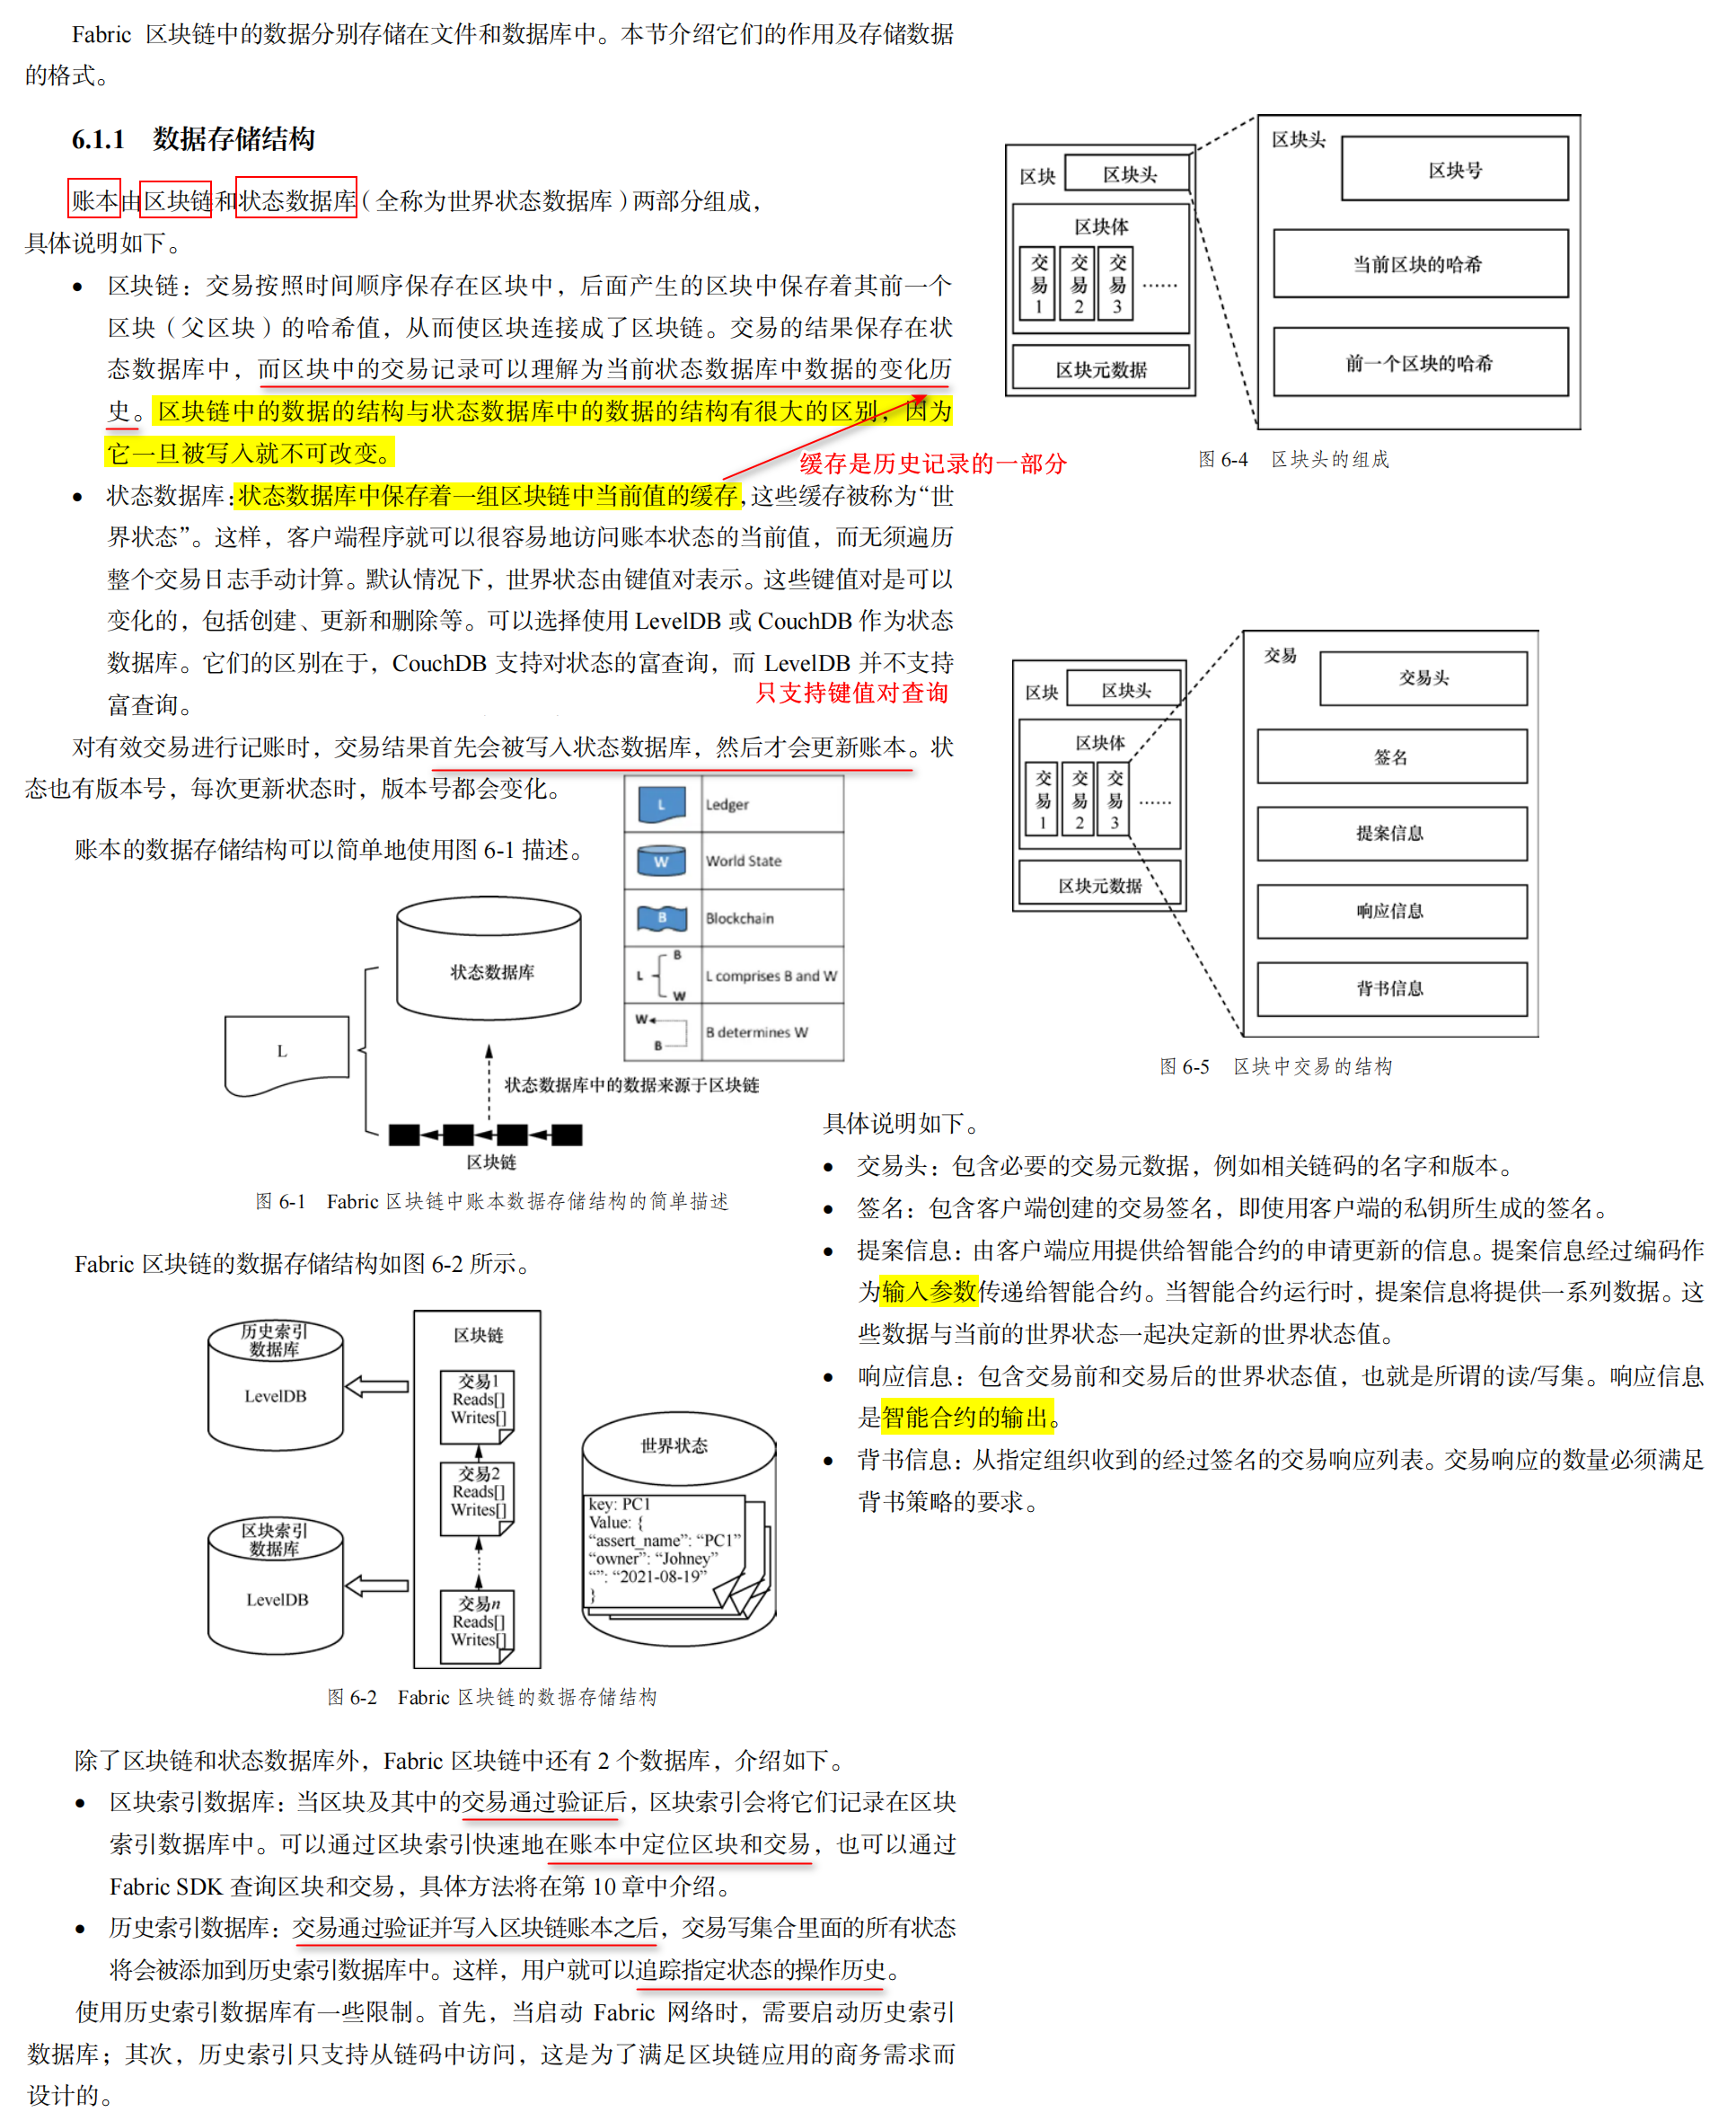 Fabric 区块链中的数据分别存储在文件和数据库中。本节介绍它们的作用及存储数据
的格式。
6.1.1 数据存储结构
账本由区块链和状态数据库（全称为世界状态数据库）两部分组成，
具体说明如下。
• 区块链：交易按照时间顺序保存在区块中，后面产生的区块中保存着其前一个
区块（父区块）的哈希值，从而使区块连接成了区块链。交易的结果保存在状
态数据库中，而区块中的交易记录可以理解为当前状态数据库中数据的变化历
史。区块链中的数据的结构与状态数据库中的数据的结构有很大的区别，因为
它一旦被写入就不可改变。
缓存是历史记录的一部分
• 状态数据库：状态数据库中保存着一组区块链中当前值的缓存，这些缓存被称为“世
界状态”。这样，客户端程序就可以很容易地访问账本状态的当前值，而无须遍历
整个交易日志手动计算。默认情况下，世界状态由键值对表示。这些键值对是可以
变化的，包括创建、更新和删除等。可以选择使用 LevelDB 或 CouchDB 作为状态
数据库。它们的区别在于，CouchDB 支持对状态的富查询，而 LevelDB 并不支持
富查询。
只支持键值对查询
对有效交易进行记账时，交易结果首先会被写入状态数据库，然后才会更新账本。状
态也有版本号，每次更新状态时，版本号都会变化。
账本的数据存储结构可以简单地使用图 6-1 描述。
L
Ledger
W
World State
B
Blockchain
B
L
W
L comprises B and W
W
B
B determines W
状态数据库
L
状态数据库中的数据来源于区块链
区块链
图 6-1 Fabric 区块链中账本数据存储结构的简单描述
Fabric 区块链的数据存储结构如图 6-2 所示。
历史索引
数据库
LevelDB
区块索引
数据库
LevelDB
区块链
交易1
Reads[]
Writes[]
交易2
Reads[]
Writes[]
交易n
Reads[]
Writes[]
世界状态
key: PC1
Value: {
“assert_name”: “PC1”
“owner”: “Johney”
“”: “2021-08-19”
}
图 6-2 Fabric 区块链的数据存储结构
除了区块链和状态数据库外，Fabric 区块链中还有 2 个数据库，介绍如下。
• 区块索引数据库：当区块及其中的交易通过验证后，区块索引会将它们记录在区块
索引数据库中。可以通过区块索引快速地在账本中定位区块和交易，也可以通过
Fabric SDK 查询区块和交易，具体方法将在第 10 章中介绍。
• 历史索引数据库：交易通过验证并写入区块链账本之后，交易写集合里面的所有状态
将会被添加到历史索引数据库中。这样，用户就可以追踪指定状态的操作历史。
使用历史索引数据库有一些限制。首先，当启动 Fabric 网络时，需要启动历史索引
数据库；其次，历史索引只支持从链码中访问，这是为了满足区块链应用的商务需求而
设计的。
区块
区块头
区块体
交易1
交易2
交易3
……
区块元数据
区块头
区块号
当前区块的哈希
前一个区块的哈希
图 6-4 区块头的组成
区块
区块头
区块体
交易1
交易2
交易3
……
区块元数据
交易
交易头
签名
提案信息
响应信息
背书信息
图 6-5 区块中交易的结构
具体说明如下。
• 交易头：包含必要的交易元数据，例如相关链码的名字和版本。
• 签名：包含客户端创建的交易签名，即使用客户端的私钥所生成的签名。
• 提案信息：由客户端应用提供给智能合约的申请更新的信息。提案信息经过编码作
为输入参数传递给智能合约。当智能合约运行时，提案信息将提供一系列数据。这
些数据与当前的世界状态一起决定新的世界状态值。
• 响应信息：包含交易前和交易后的世界状态值，也就是所谓的读/写集。响应信息
是智能合约的输出。
• 背书信息：从指定组织收到的经过签名的交易响应列表。交易响应的数量必须满足
背书策略的要求。